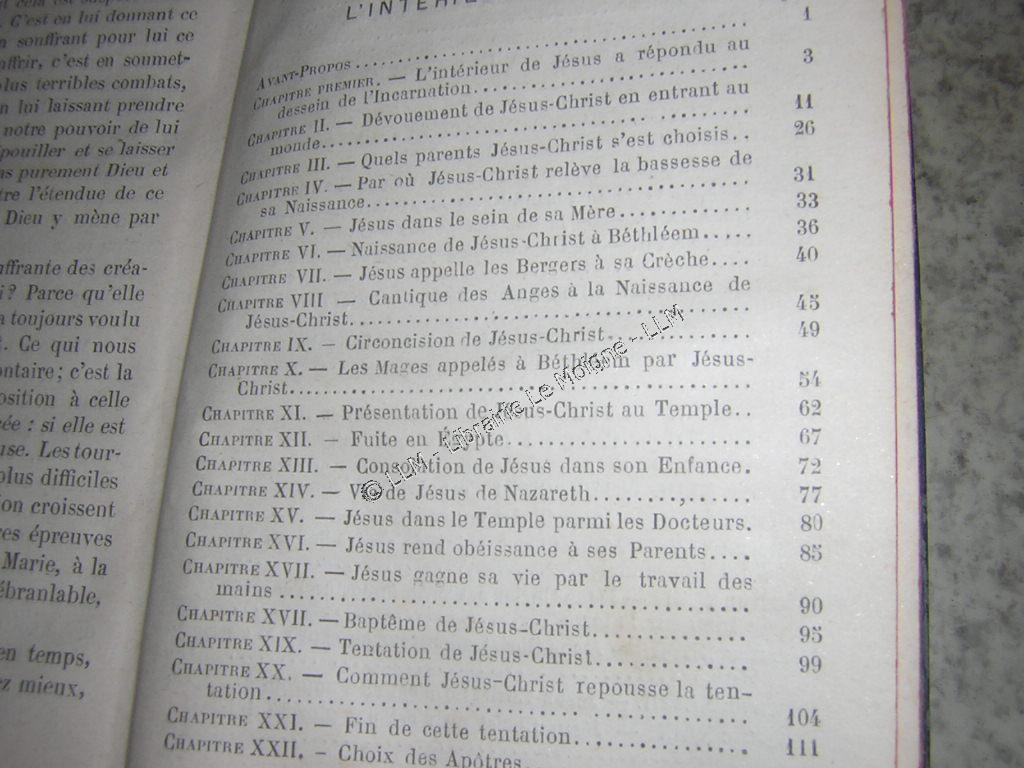 C'est en lui donnant ce
souffrant pour lui ce
c'est en soumet-
plus terribles combats,
lui laissant prendre
notre pouvoir de lui
et se laisser
purement Dieu et
l'étendue de ce
Dieu y mène par
des créa-
? Parce qu'elle
toujours voulu
Ce qui nous
; c'est la
à celle
: si elle est
Les tour-
plus difficiles
croissent
épreuves
Marie, à la
en temps,
mieux,
L'INTÉRIE
AVANT-PROPOS 1
CHAPITRE PREMIER. — L'intérieur de Jésus a répondu au
dessein de l'Incarnation 3
CHAPITRE II. — Dévouement de Jésus-Christ en entrant au
monde 11
CHAPITRE III. — Quels parents Jésus-Christ s'est choisis.. 26
CHAPITRE IV. — Par où Jésus-Christ relève la bassesse de
sa Naissance 31
CHAPITRE V. — Jésus dans le sein de sa Mère 33
CHAPITRE VI. — Naissance de Jésus-Christ à Béthléem 36
CHAPITRE VII. — Jésus appelle les Bergers à sa Crèche 40
CHAPITRE VIII — Cantique des Anges à la Naissance de
Jésus-Christ 45
CHAPITRE IX. — Circoncision de Jésus-Christ 49
CHAPITRE X. — Les Mages appelés à Béthléem par Jésus-
Christ 54
CHAPITRE XI. — Présentation de Jésus-Christ au Temple.. 62
CHAPITRE XII. — Fuite en Égypte 67
CHAPITRE XIII. — Consolation de Jésus dans son Enfance. 72
CHAPITRE XIV. — Vie de Jésus de Nazareth 77
CHAPITRE XV. — Jésus dans le Temple parmi les Docteurs. 80
CHAPITRE XVI. — Jésus rend obéissance à ses Parents.... 85
CHAPITRE XVII. — Jésus gagne sa vie par le travail des
mains 90
CHAPITRE XVII. — Baptême de Jésus-Christ 95
CHAPITRE XIX. — Tentation de Jésus-Christ 99
CHAPITRE XX. — Comment Jésus-Christ repousse la ten-
tation 104
CHAPITRE XXI. — Fin de cette tentation 111
CHAPITRE XXII. — Choix des Apôtres
© LLM - Librairie Le Moigne - LLM